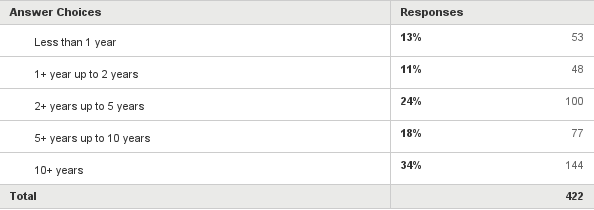 Answer Choices Responses
Less than 1 year 13% 53
1+ year up to 2 years 11% 48
2+ years up to 5 years 24% 100
5+ years up to 10 years 18% 77
10+ years 34% 144
Total 422